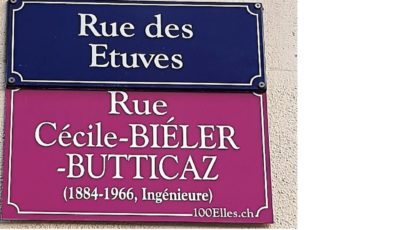 Rue des
Etuves
Rue
Cécile-BIÉLER
-BUTTICAZ
(1884-1966, Ingénieure)
100Elles.ch